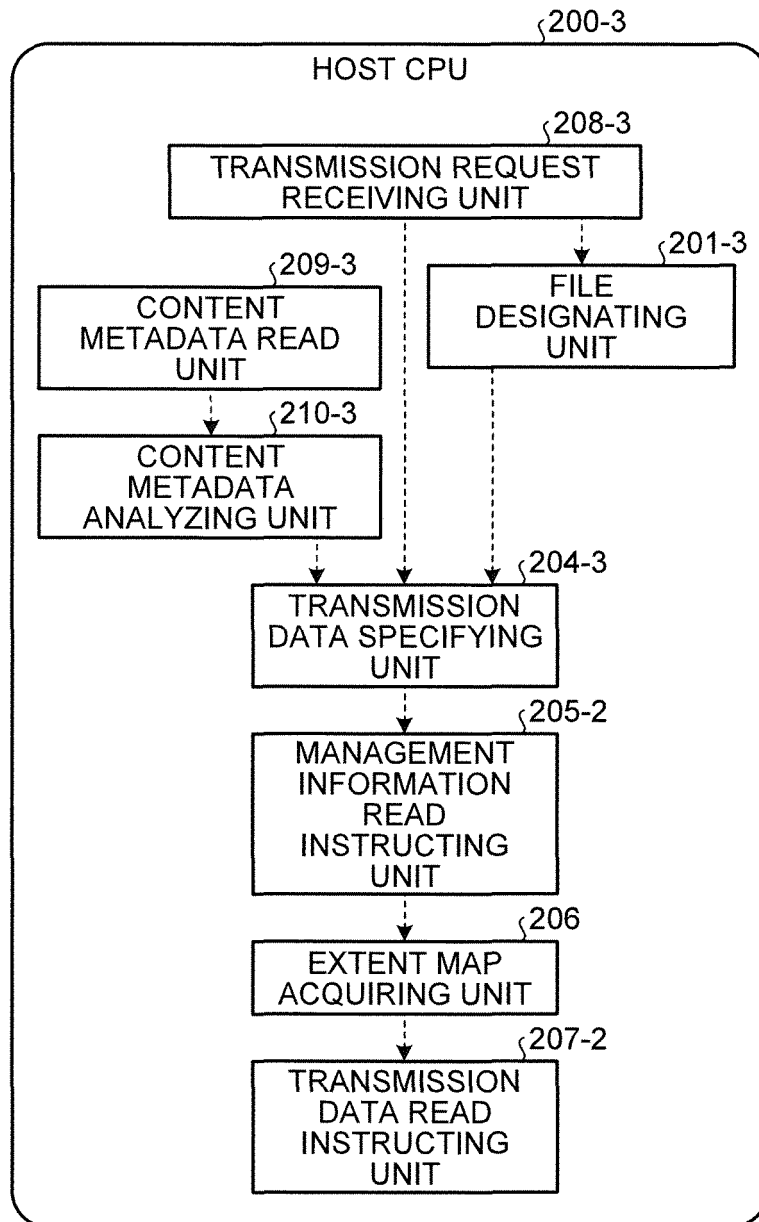 200-3
HOST CPU
208-3
TRANSMISSION REQUEST
RECEIVING UNIT
201-3
FILE
DESIGNATING
UNIT
209-3
CONTENT
METADATA READ
UNIT
210-3
CONTENT
METADATA
ANALYZING UNIT
204-3
TRANSMISSION
DATA SPECIFYING
UNIT
205-2
MANAGEMENT
INFORMATION
READ
INSTRUCTING
UNIT
206
EXTENT MAP
ACQUIRING UNIT
207-2
TRANSMISSION
DATA READ
INSTRUCTING
UNIT